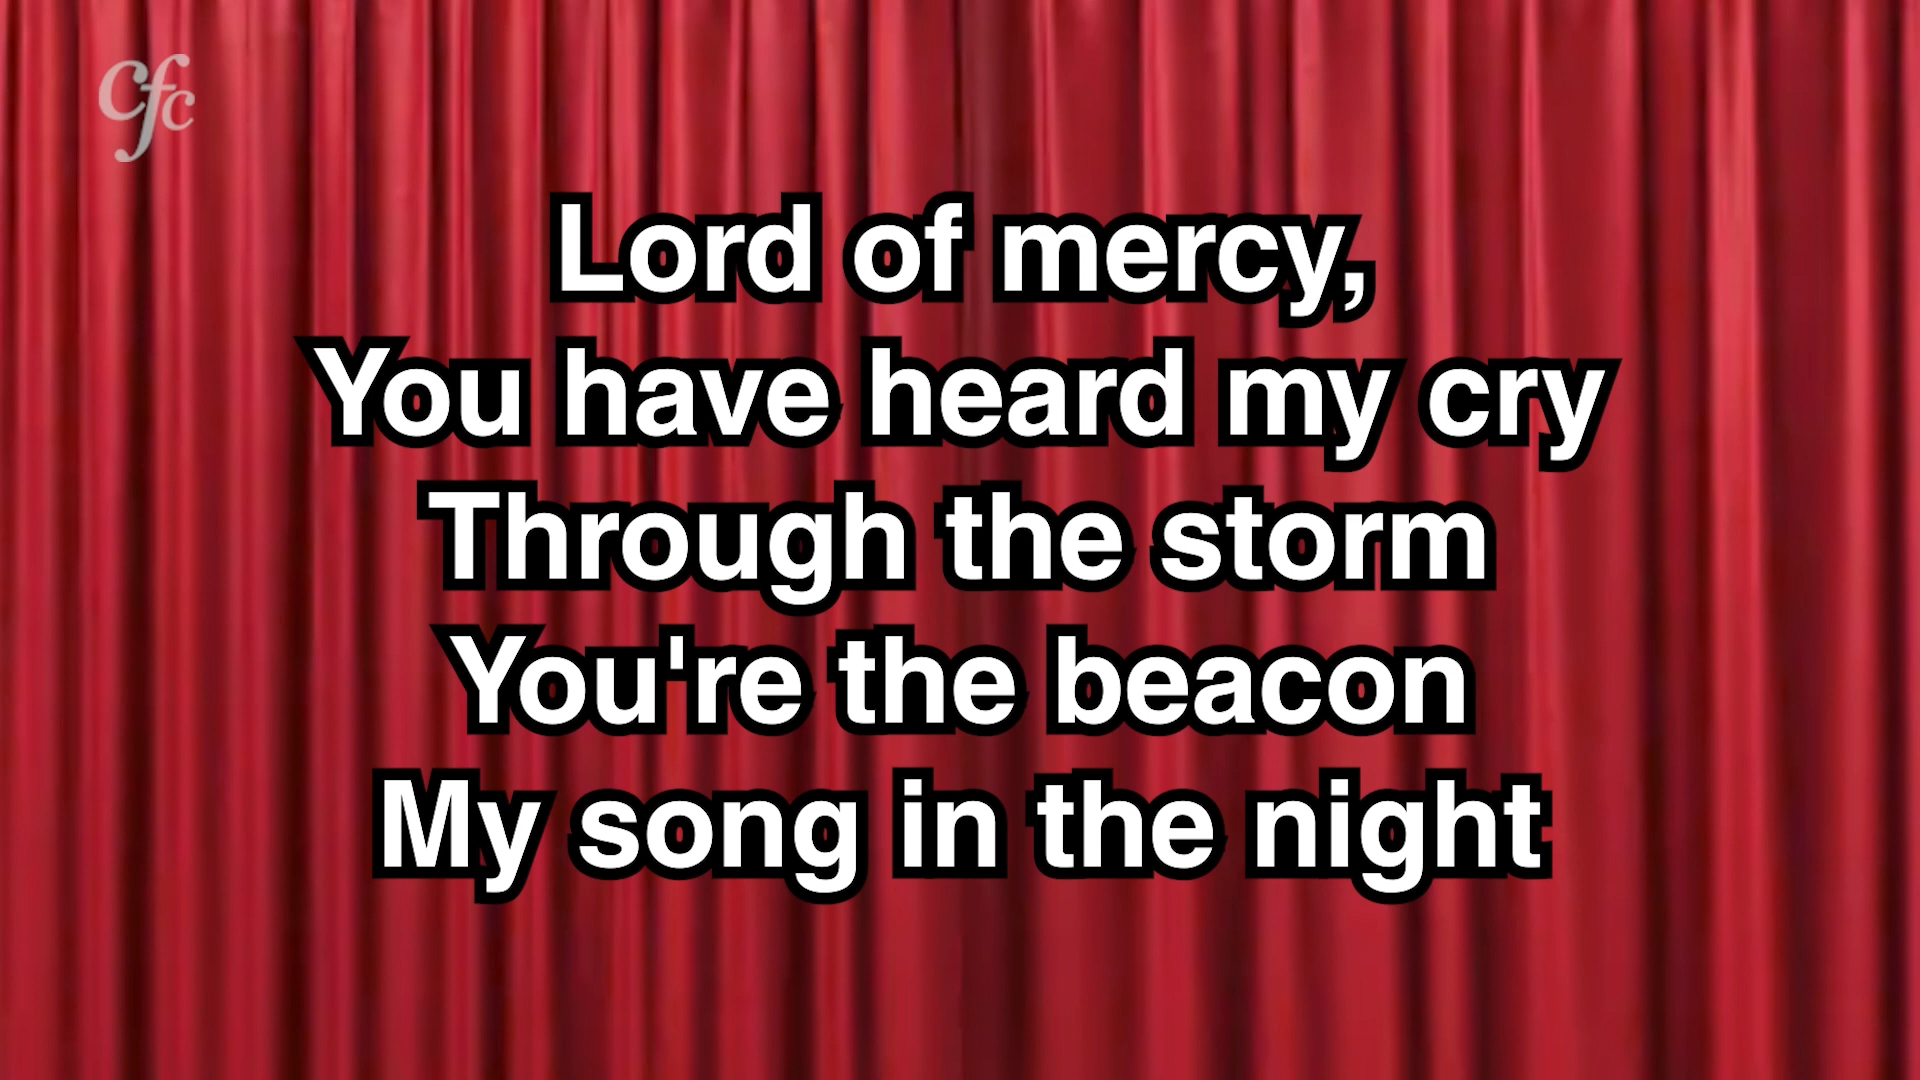 cfc
Lord of mercy,
You have heard my cry
Through the storm
You're the beacon
My song in the night